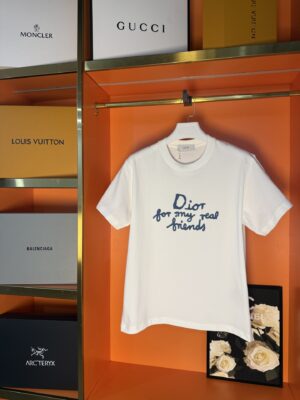 MONCLER
GUCCI
LOUIS VUITTON
BALENCIAGA
ARC'TERYX
Dior
for my real
friends